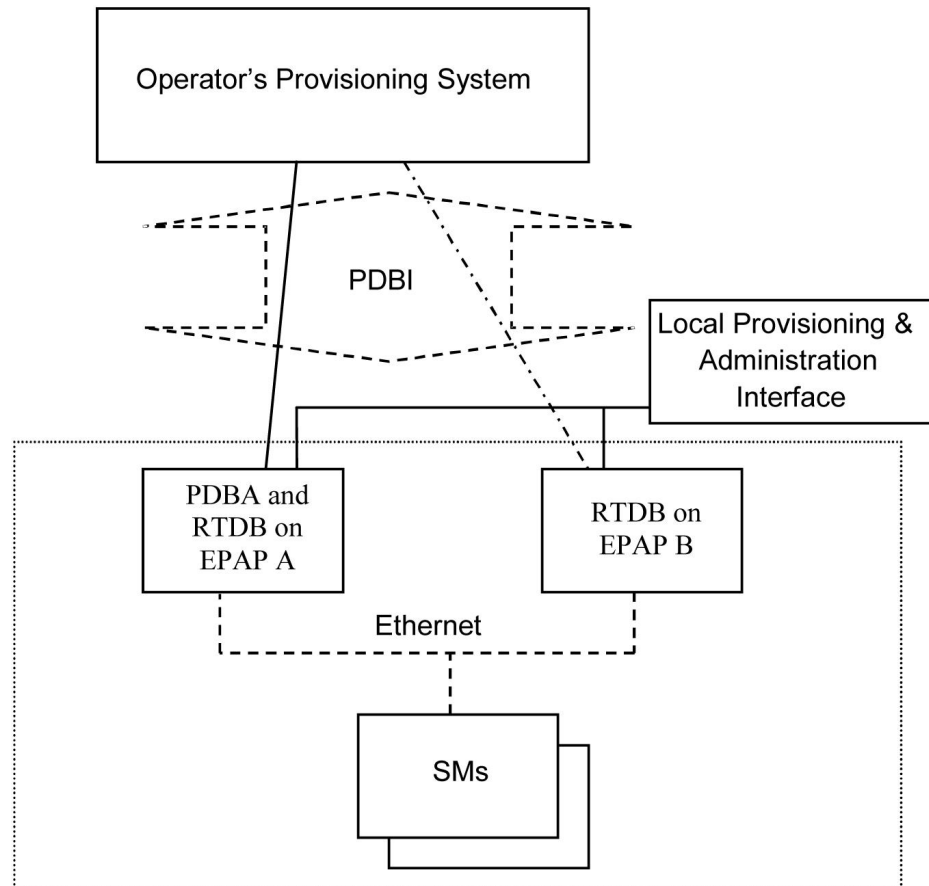 Operator’s Provisioning System
PDBI
Local Provisioning &
Administration
Interface
PDBA and
RTDB on
EPAP A
RTDB on
EPAP B
Ethernet
SMs